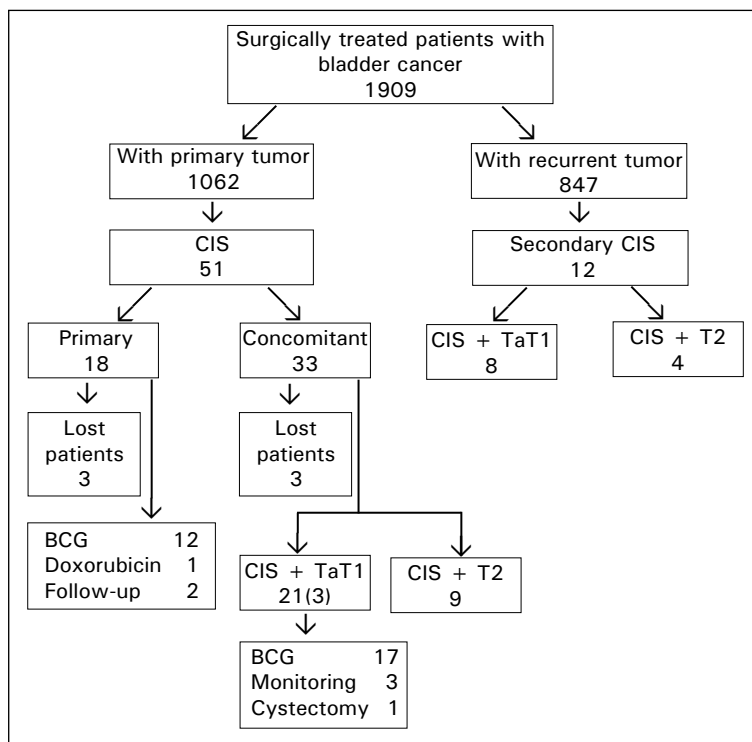 Surgically treated patients with
bladder cancer
1909
With primary tumor
1062
With recurrent tumor
847
CIS
51
Secondary CIS
12
Primary
18
Concomitant
33
CIS + TaT1
8
CIS + T2
4
Lost
patients
3
Lost
patients
3
BCG 12
Doxorubicin 1
Follow-up 2
CIS + TaT1
21(3)
CIS + T2
9
BCG 17
Monitoring 3
Cystectomy 1